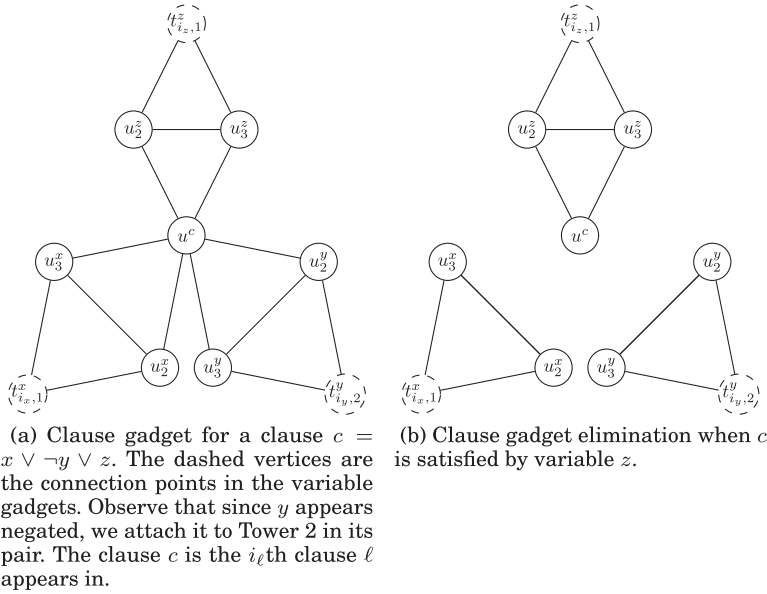 t^z_{i_z,1} t^z_{i_z,1}
u^z_2 u^z_3 u^z_2 u^z_3
u^c u^c
u^x_3 u^y_2 u^x_3 u^y_2
u^x_2 u^y_3 u^x_2 u^y_3
t^x_{i_x,1} t^y_{i_y,2} t^x_{i_x,1} t^y_{i_y,2}
(a) Clause gadget for a clause c =
x ∨ ¬y ∨ z. The dashed vertices are
the connection points in the variable
gadgets. Observe that since y appears
negated, we attach it to Tower 2 in its
pair. The clause c is the i_ℓth clause ℓ
appears in.
(b) Clause gadget elimination when c
is satisfied by variable z.